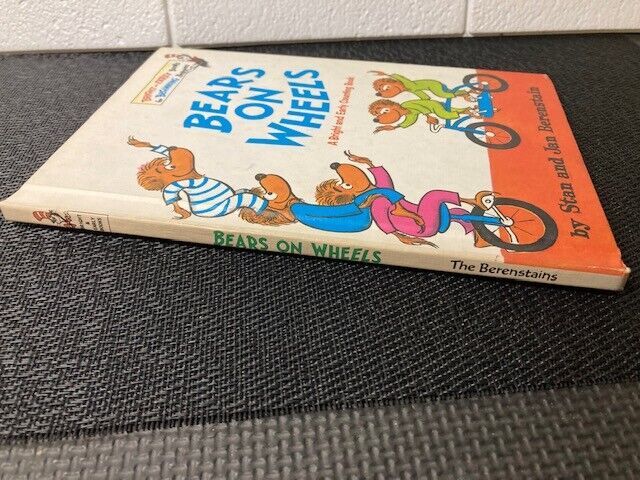 BEARS
ON
WHEELS
A Bright and Early Counting Book
by Stan and Jan Berenstain
BEARS ON WHEELS
The Berenstains